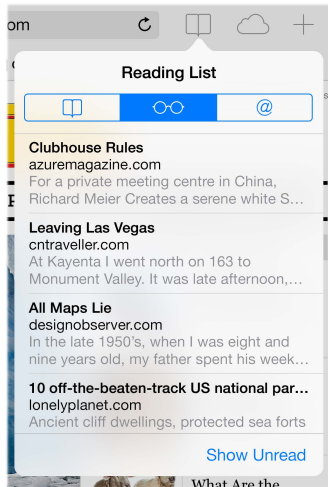 om
Reading List
@
Clubhouse Rules
azuremagazine.com
For a private meeting centre in China,
Richard Meier Creates a serene white S…
Leaving Las Vegas
cntraveller.com
At Kayenta I went north on 163 to
Monument Valley. It was late afternoon,…
All Maps Lie
designobserver.com
In the late 1950's, when I was eight and
nine years old, my father spent his week…
10 off-the-beaten-track US national par…
lonelyplanet.com
Ancient cliff dwellings, protected sea forts
Show Unread
What Are the